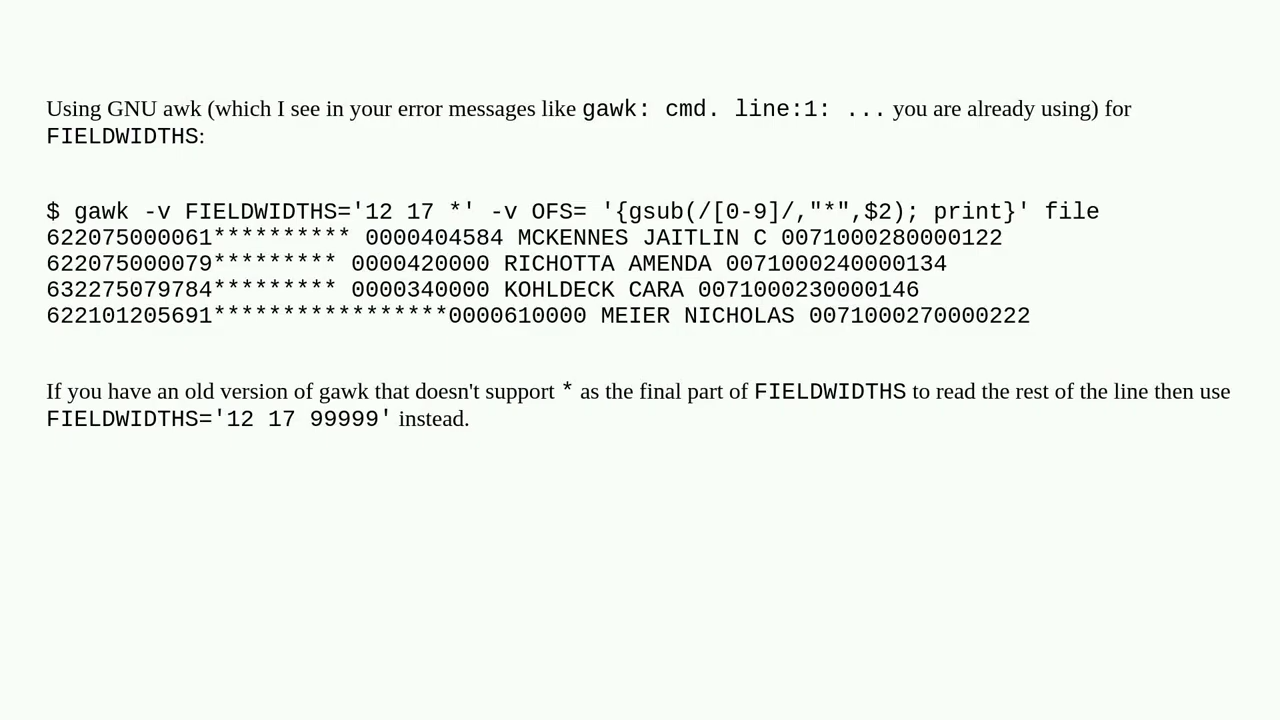 Using GNU awk (which I see in your error messages like gawk: cmd. line:1: ... you are already using) for
FIELDWIDTHS:
$ gawk -v FIELDWIDTHS='12 17 *' -v OFS= '{gsub(/[0-9]/,"*",$2); print}' file
622075000061********** 0000404584 MCKENNES JAITLIN C 0071000280000122
622075000079********* 0000420000 RICHOTTA AMENDA 0071000240000134
632275079784********* 0000340000 KOHLDECK CARA 0071000230000146
622101205691*****************0000610000 MEIER NICHOLAS 0071000270000222
If you have an old version of gawk that doesn't support * as the final part of FIELDWIDTHS to read the rest of the line then use
FIELDWIDTHS='12 17 99999' instead.